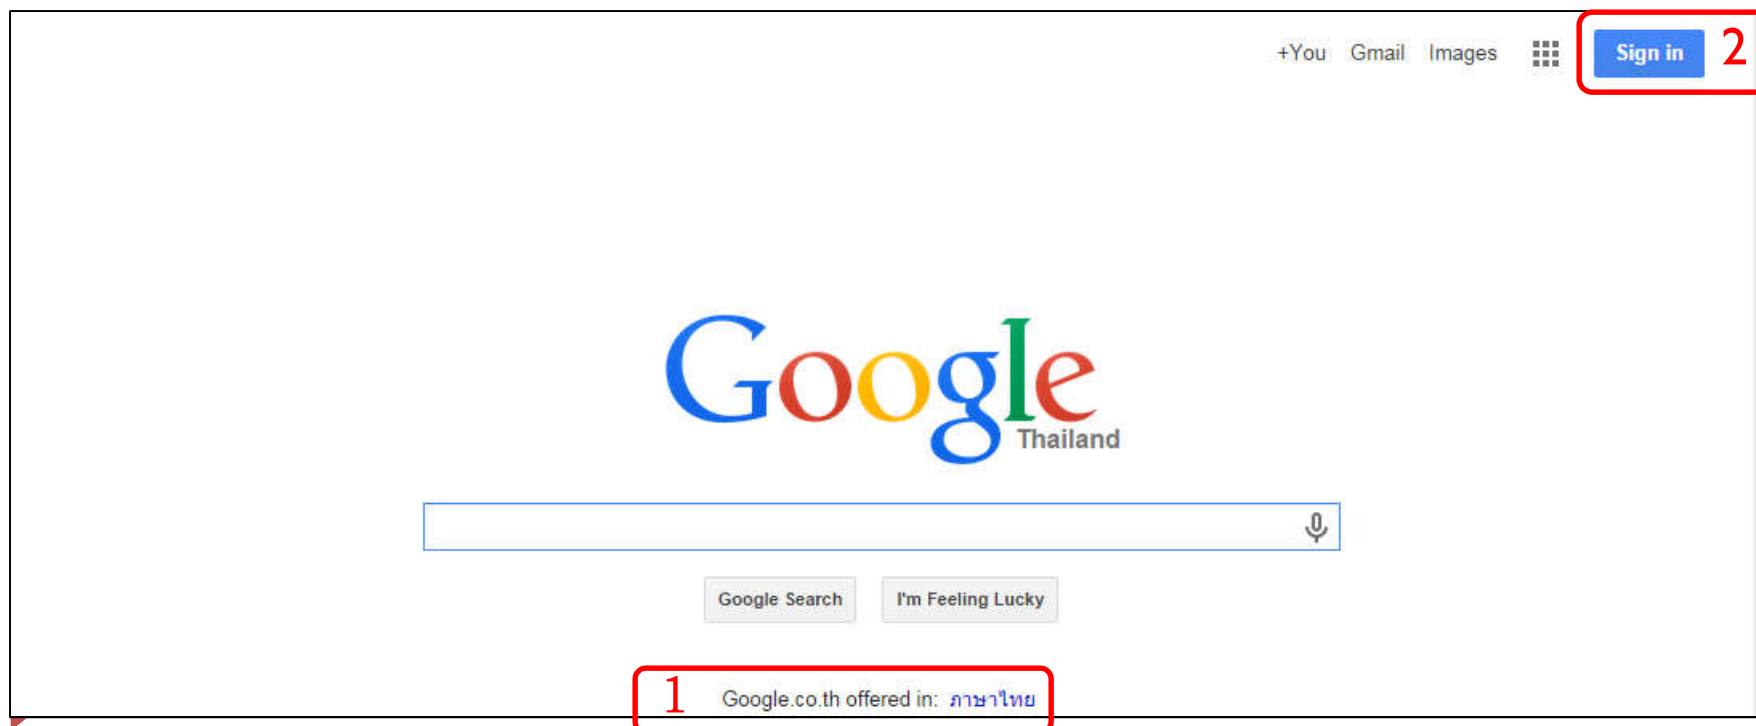 +You Gmail Images Sign in 2
Google
Thailand
Google Search I'm Feeling Lucky
1 Google.co.th offered in: ภาษาไทย